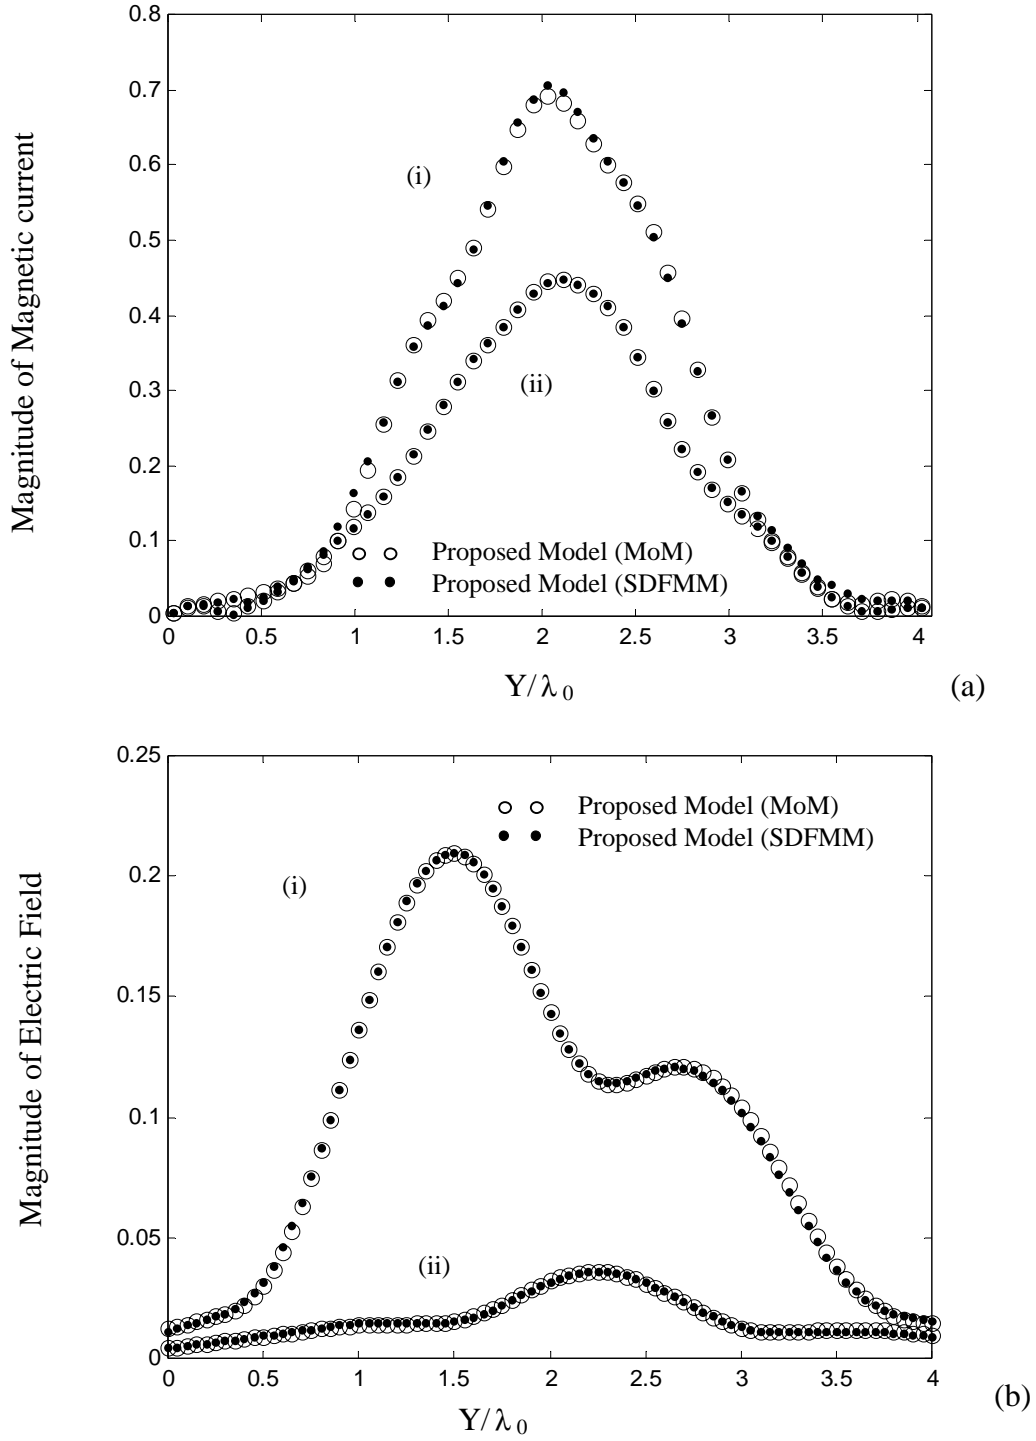 0.8
0.7
0.6
0.5
0.4
0.3
0.2
0.1
0
Magnitude of Magnetic current
(i)
(ii)
Proposed Model (MoM)
Proposed Model (SDFMM)
0 0.5 1 1.5 2 2.5 3 3.5 4
Y/λ0
(a)
0.25
0.2
0.15
0.1
0.05
0
Magnitude of Electric Field
Proposed Model (MoM)
Proposed Model (SDFMM)
(i)
(ii)
0 0.5 1 1.5 2 2.5 3 3.5 4
Y/λ0
(b)